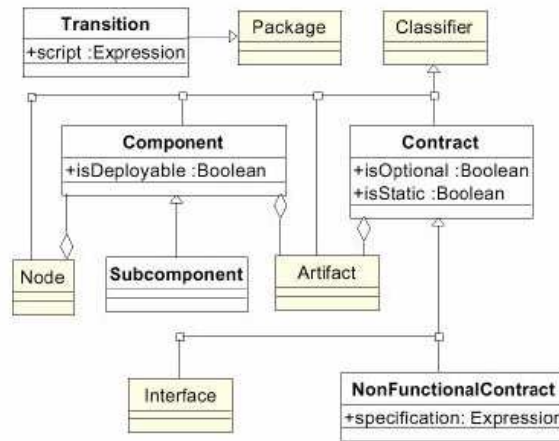 Transition
+script :Expression
Package
Classifier
Component
+isDeployable :Boolean
Contract
+isOptional :Boolean
+isStatic :Boolean
Node
Subcomponent
Artifact
Interface
NonFunctionalContract
+specification: Expression